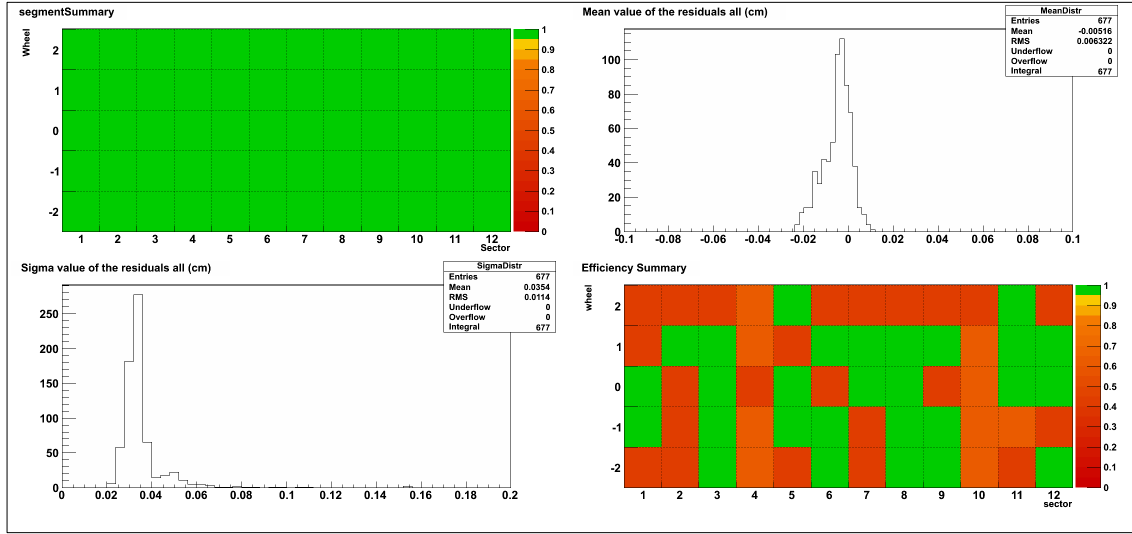 segmentSummary
Wheel
2
1
0
-1
-2
1 2 3 4 5 6 7 8 9 10 11 12
Sector
1
0.9
0.8
0.7
0.6
0.5
0.4
0.3
0.2
0.1
0
Mean value of the residuals all (cm)
MeanDistr
Entries 677
Mean -0.00516
RMS 0.006322
Underflow 0
Overflow 0
Integral 677
100
80
60
40
20
0
-0.1 -0.08 -0.06 -0.04 -0.02 0 0.02 0.04 0.06 0.08 0.1
Sigma value of the residuals all (cm)
SigmaDistr
Entries 677
Mean 0.0354
RMS 0.0114
Underflow 0
Overflow 0
Integral 677
250
200
150
100
50
0
0 0.02 0.04 0.06 0.08 0.1 0.12 0.14 0.16 0.18 0.2
Efficiency Summary
wheel
2
1
0
-1
-2
1 2 3 4 5 6 7 8 9 10 11 12
sector
1
0.9
0.8
0.7
0.6
0.5
0.4
0.3
0.2
0.1
0